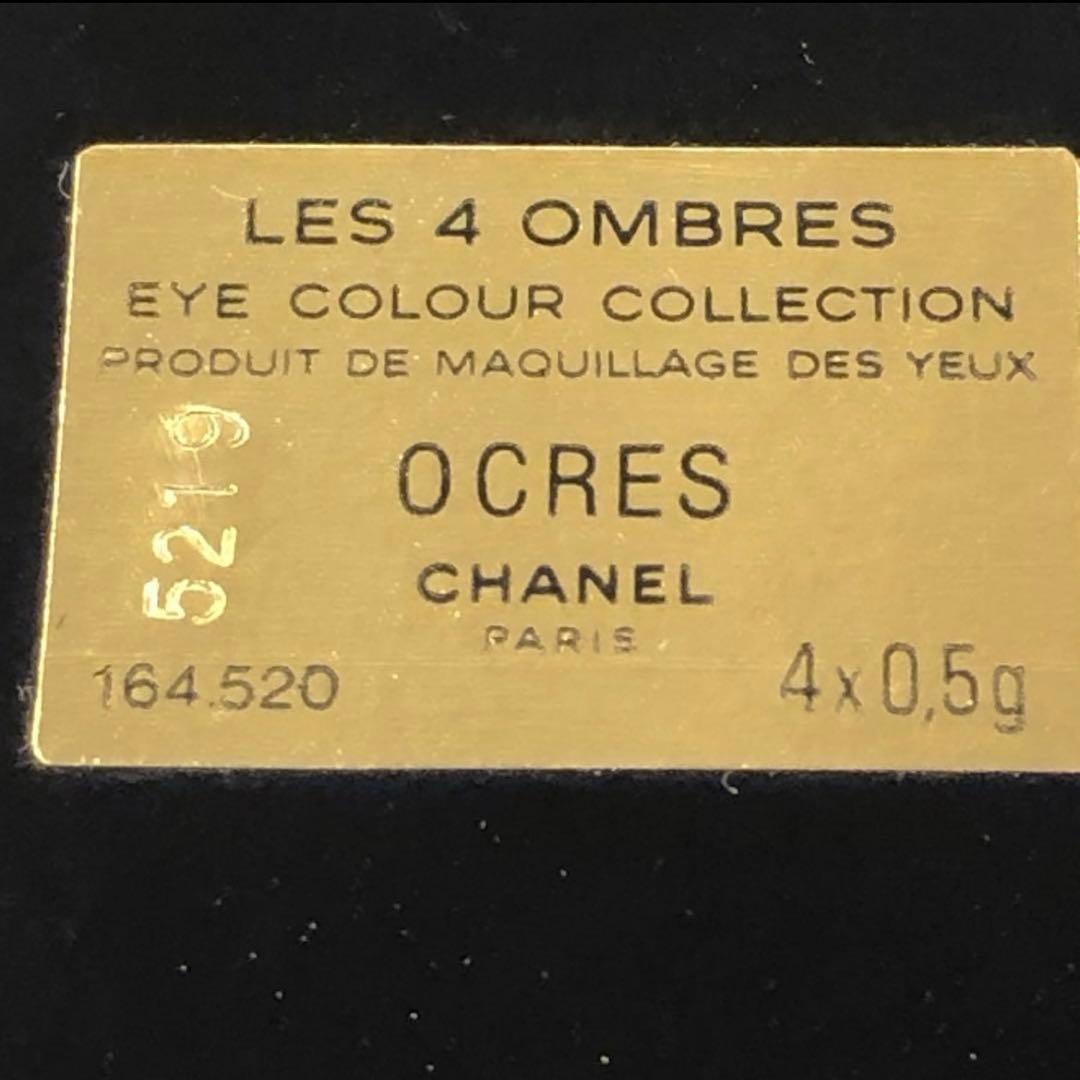 LES 4 OMBRES
EYE COLOUR COLLECTION
PRODUIT DE MAQUILLAGE DES YEUX
5219
OCRES
CHANEL
PARIS
164.520
4x0,5g